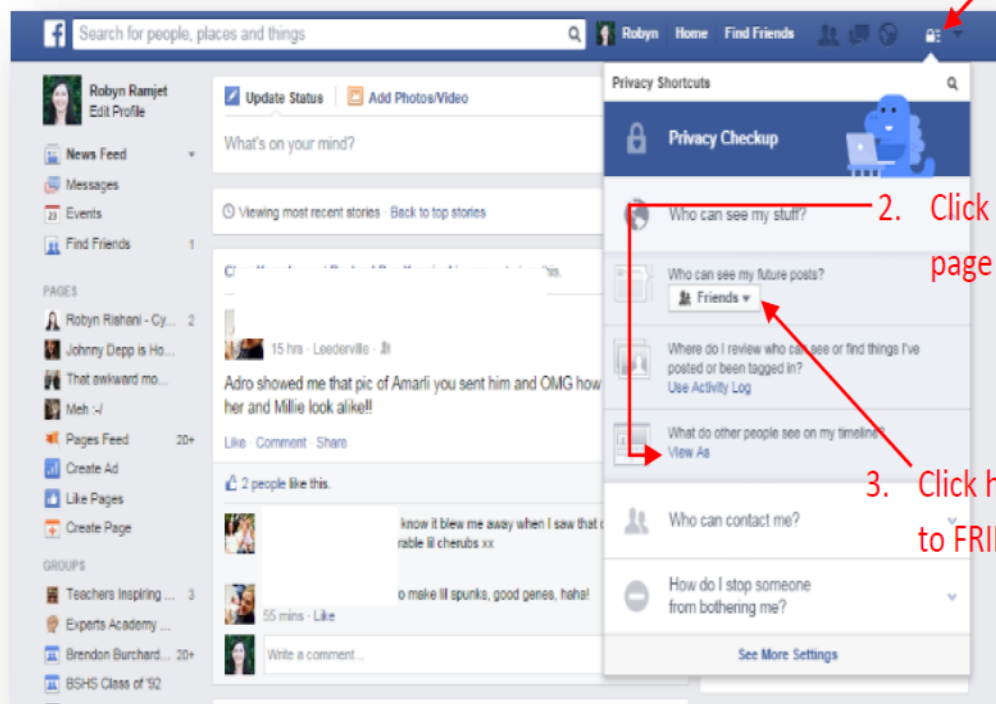 f Search for people, places and things Robyn Home Find Friends
Robyn Ramjet
Edit Profile
News Feed
Messages
23 Events
Find Friends 1
PAGES
Robyn Rishani - Cy... 2
Johnny Depp is Ho...
That awkward mo...
Meh :-/
Pages Feed 20+
Create Ad
Like Pages
Create Page
GROUPS
Teachers Inspiring ... 3
Experts Academy ...
Brendon Burchard... 20+
BSHS Class of '92
Update Status Add Photos/Video
What's on your mind?
Viewing most recent stories · Back to top stories
15 hrs · Leederville ·
Adro showed me that pic of Amarli you sent him and OMG how
her and Millie look alike!!
Like · Comment · Share
2 people like this.
know it blew me away when I saw that
rable lil cherubs xx
o make lil spunks, good genes, haha!
55 mins · Like
Write a comment...
Privacy Shortcuts
Privacy Checkup
Who can see my stuff?
Who can see my future posts?
Friends
Where do I review who can see or find things I've
posted or been tagged in?
Use Activity Log
What do other people see on my timeline?
View As
Who can contact me?
How do I stop someone
from bothering me?
See More Settings
2. Click
page
3. Click
to